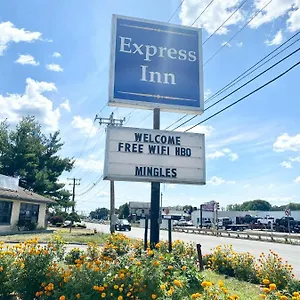 Express
Inn
WELCOME
FREE WIFI HBO
MINGLES